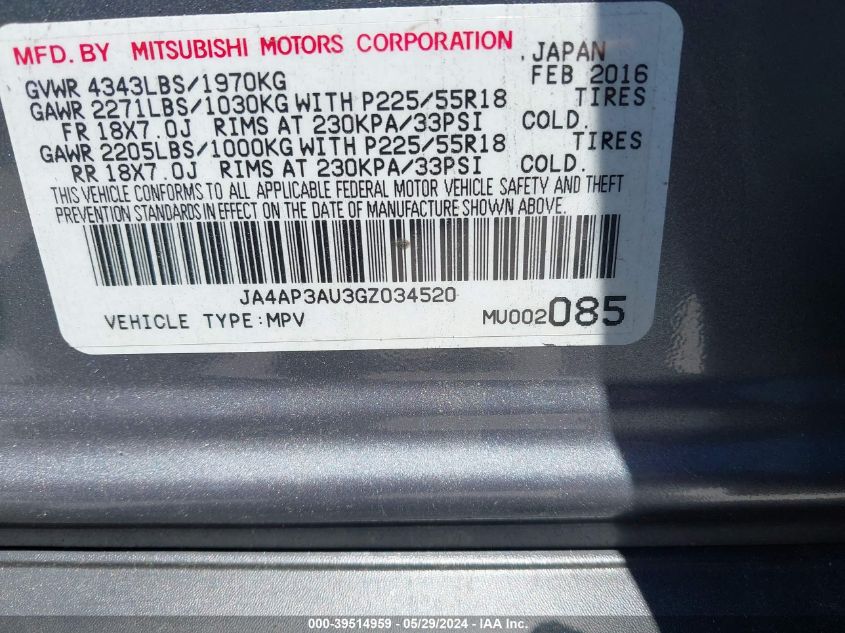 MFD. BY MITSUBISHI MOTORS CORPORATION . JAPAN
GVWR 4343LBS/1970KG FEB 2016
GAWR 2271LBS/1030KG WITH P225/55R18 TIRES
FR 18X7.0J RIMS AT 230KPA/33PSI COLD.
GAWR 2205LBS/1000KG WITH P225/55R18 TIRES
RR 18X7.0J RIMS AT 230KPA/33PSI COLD.
THIS VEHICLE CONFORMS TO ALL APPLICABLE FEDERAL MOTOR VEHICLE SAFETY AND THEFT
PREVENTION STANDARDS IN EFFECT ON THE DATE OF MANUFACTURE SHOWN ABOVE.
JA4AP3AU3GZ034520
VEHICLE TYPE:MPV MU002085
000-39514959 - 05/29/2024 - IAA Inc.